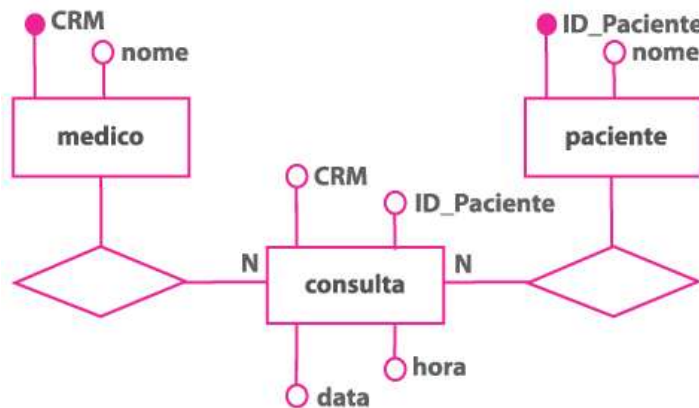 CRM
nome
medico
ID_Paciente
nome
paciente
CRM
ID_Paciente
N
consulta
N
hora
data